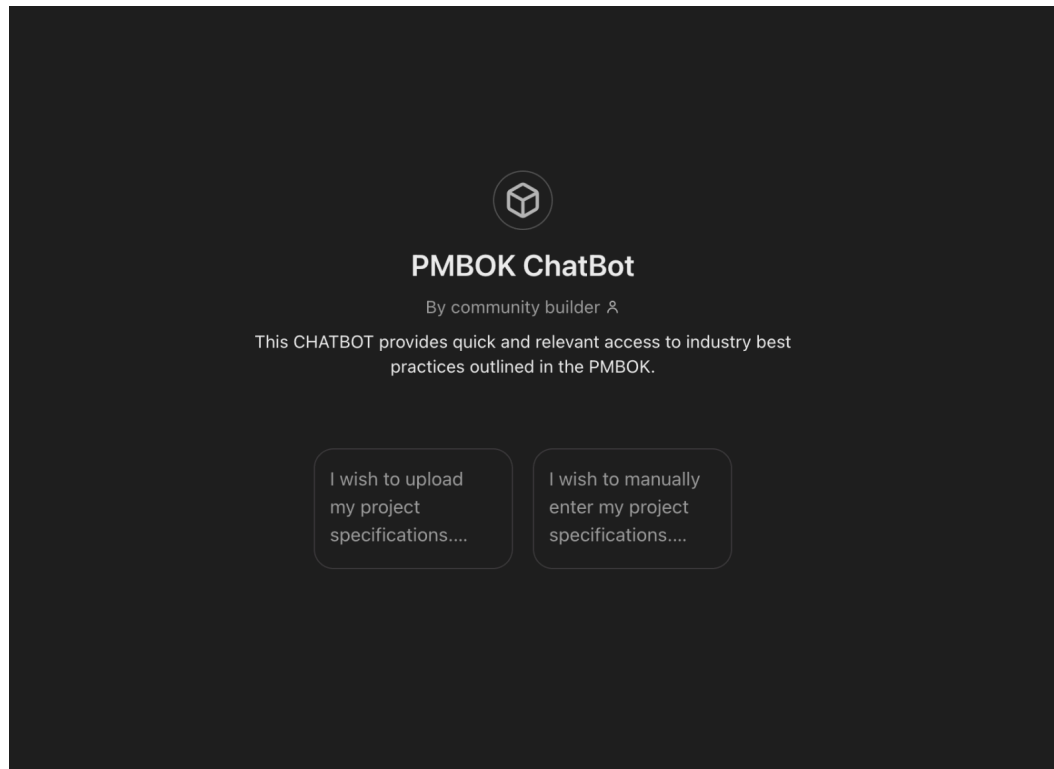 PMBOK ChatBot
By community builder
This CHATBOT provides quick and relevant access to industry best
practices outlined in the PMBOK.
I wish to upload
my project
specifications....
I wish to manually
enter my project
specifications....